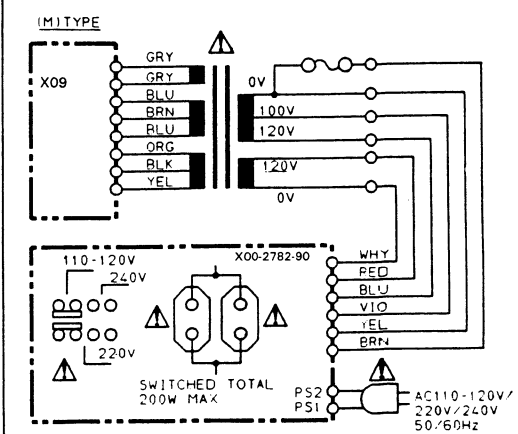 (M)TYPE
X09
GRY
GRY
BLU
BRN
BLU
ORG
BLK
YEL
0V
100V
120V
120V
0V
X00-2782-90
110-120V
240V
220V
SWITCHED TOTAL
200W MAX
WHY
RED
BLU
VIO
YEL
BRN
PS2
PS1
AC110-120V/
220V/240V
50/60Hz